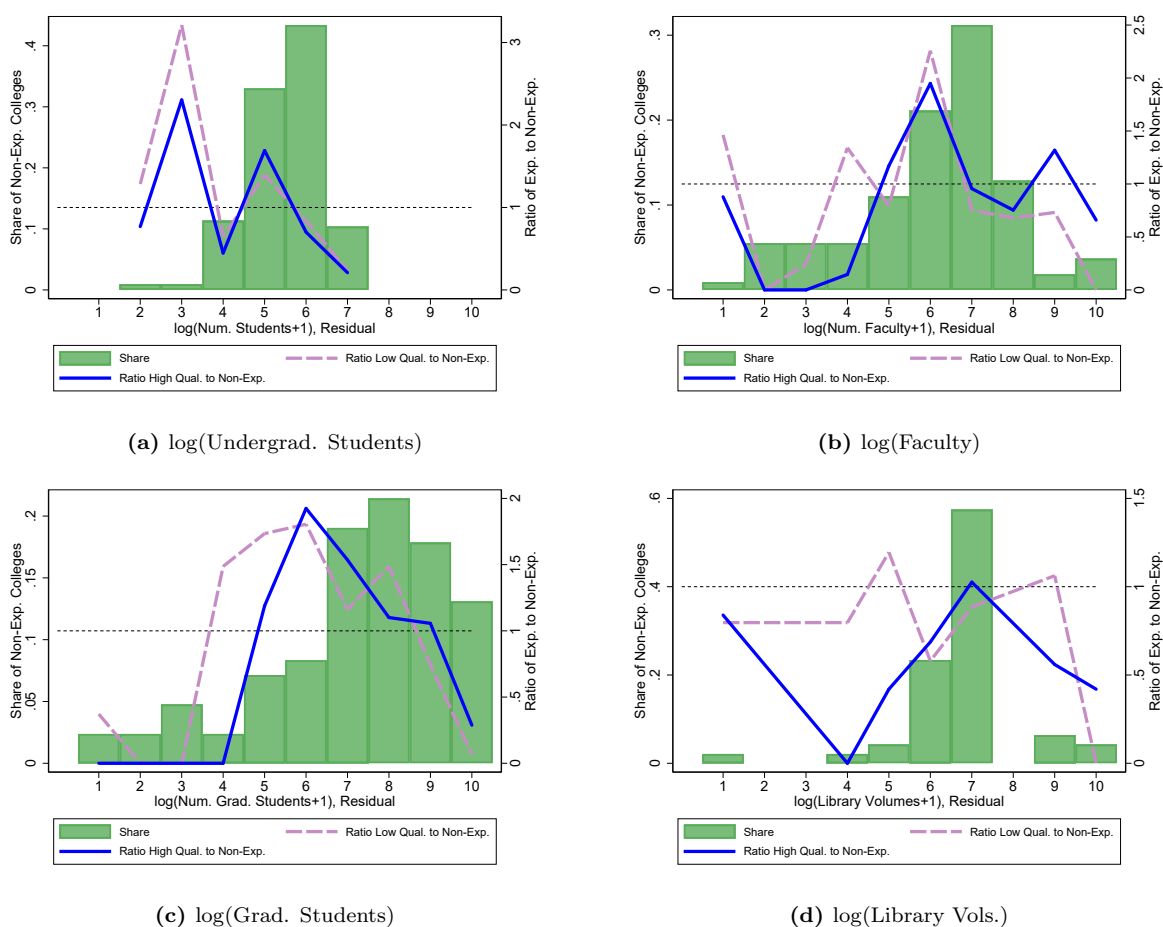 Share of Non-Exp. Colleges
0 .1 .2 .3 .4
Ratio of Exp. to Non-Exp.
0 1 2 3
1 2 3 4 5 6 7 8 9 10
log(Num. Students+1), Residual
Share
Ratio Low Qual. to Non-Exp.
Ratio High Qual. to Non-Exp.
(a) log(Undergrad. Students)
Share of Non-Exp. Colleges
0 .1 .2 .3
Ratio of Exp. to Non-Exp.
0 .5 1 1.5 2 2.5
1 2 3 4 5 6 7 8 9 10
log(Num. Faculty+1), Residual
Share
Ratio Low Qual. to Non-Exp.
Ratio High Qual. to Non-Exp.
(b) log(Faculty)
Share of Non-Exp. Colleges
0 .05 .1 .15 .2
Ratio of Exp. to Non-Exp.
0 .5 1 1.5 2
1 2 3 4 5 6 7 8 9 10
log(Num. Grad. Students+1), Residual
Share
Ratio Low Qual. to Non-Exp.
Ratio High Qual. to Non-Exp.
(c) log(Grad. Students)
Share of Non-Exp. Colleges
0 .2 .4 .6
Ratio of Exp. to Non-Exp.
0 .5 1 1.5
1 2 3 4 5 6 7 8 9 10
log(Library Volumes+1), Residual
Share
Ratio Low Qual. to Non-Exp.
Ratio High Qual. to Non-Exp.
(d) log(Library Vols.)